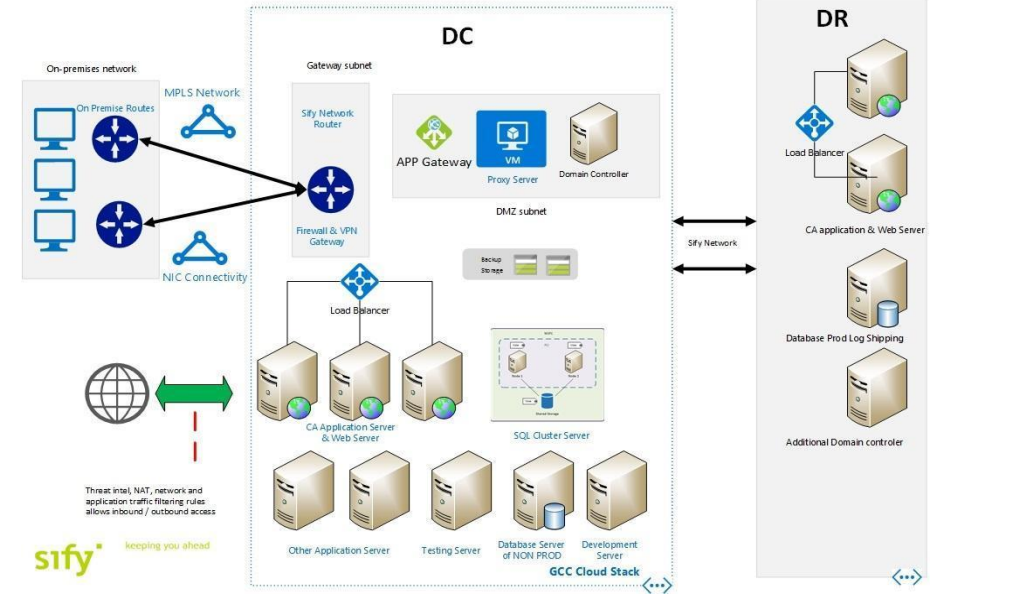 DC
DR
On-premises network
Gateway subnet
On Premise Routes
MPLS Network
Sify Network
Router
APP Gateway
VM
Proxy Server
Domain Controller
Load Balancer
DMZ subnet
Firewall & VPN
Gateway
NIC Connectivity
Sify Network
CA application & Web Server
Backup
Storage
Load Balancer
Database Prod Log Shipping
CA Application Server
& Web Server
SQL Cluster Server
Additional Domain controler
Threat intel, NAT, network and
application traffic filtering rules
allows inbound / outbound access
Other Application Server
Testing Server
Database Server
of NON PROD
Development
Server
GCC Cloud Stack
sify
keeping you ahead